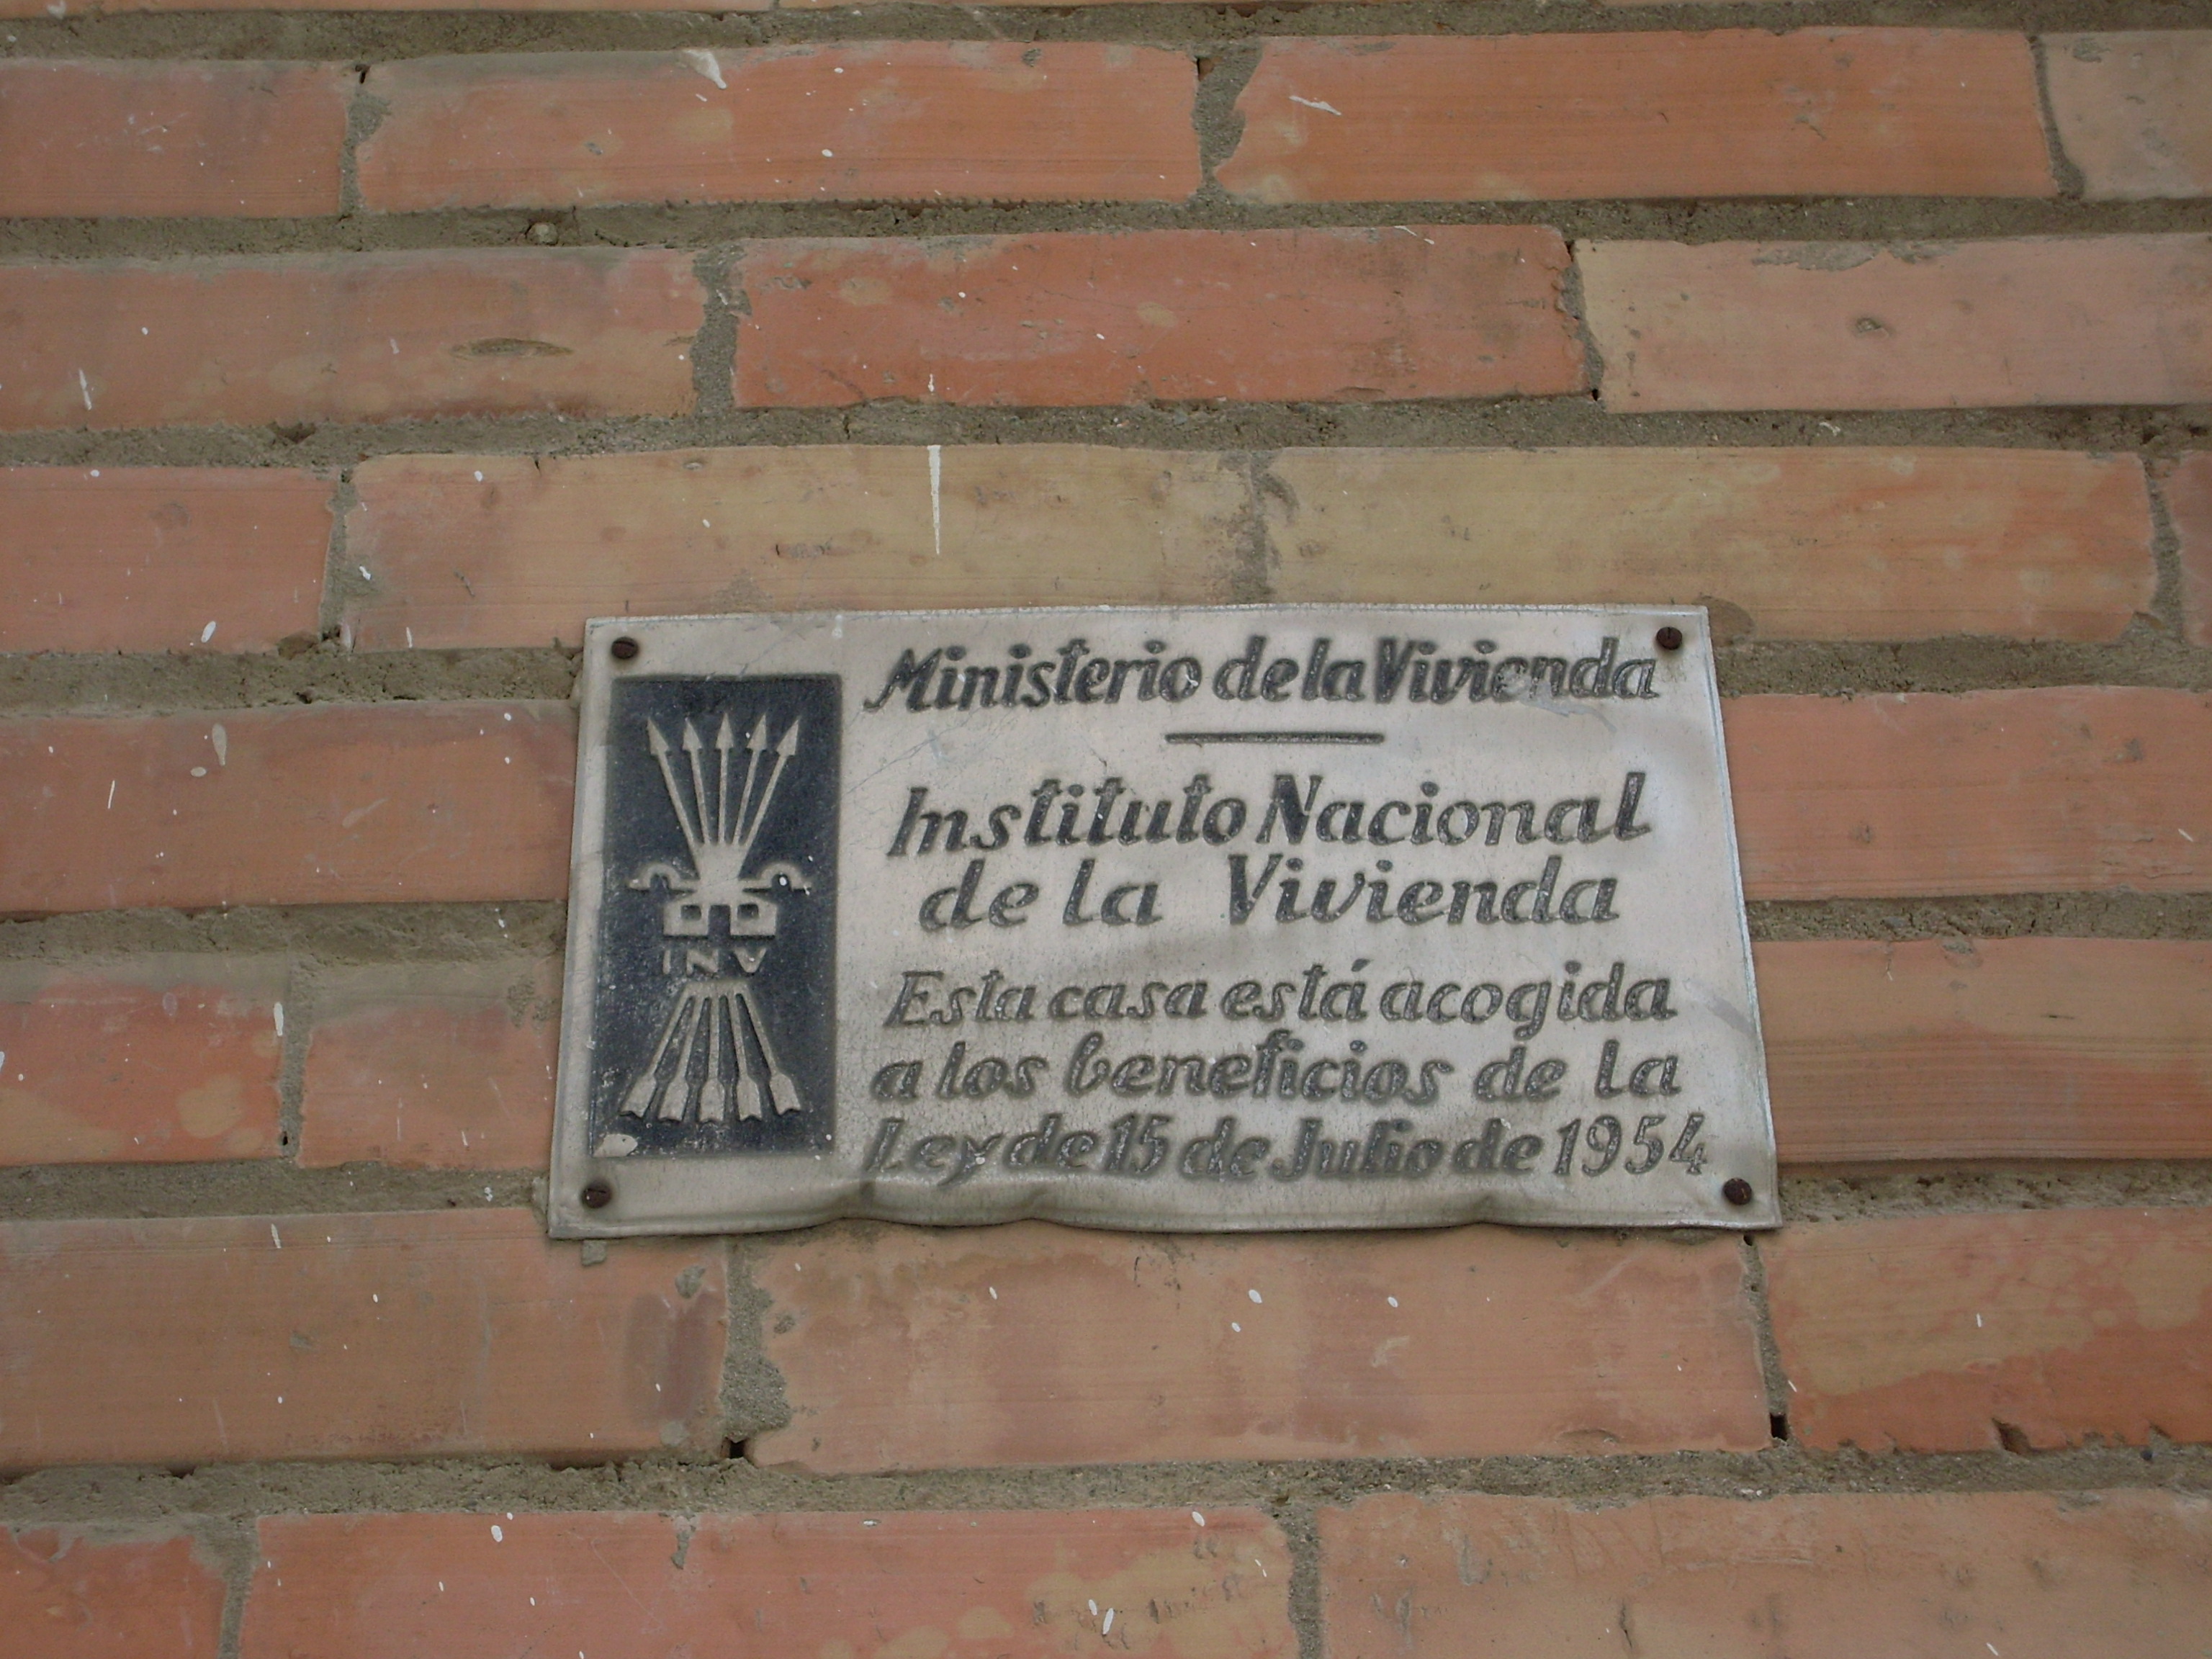 Ministerio de la Vivienda
Instituto Nacional
de la Vivienda
Esta casa está acogida
a los beneficios de la
Ley de 15 de Julio de 1954
INV